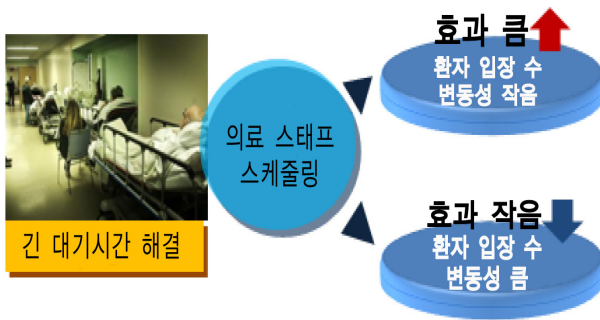 긴 대기시간 해결
의료 스태프
스케줄링
효과 큼
환자 입장 수
변동성 작음
효과 작음
환자 입장 수
변동성 큼